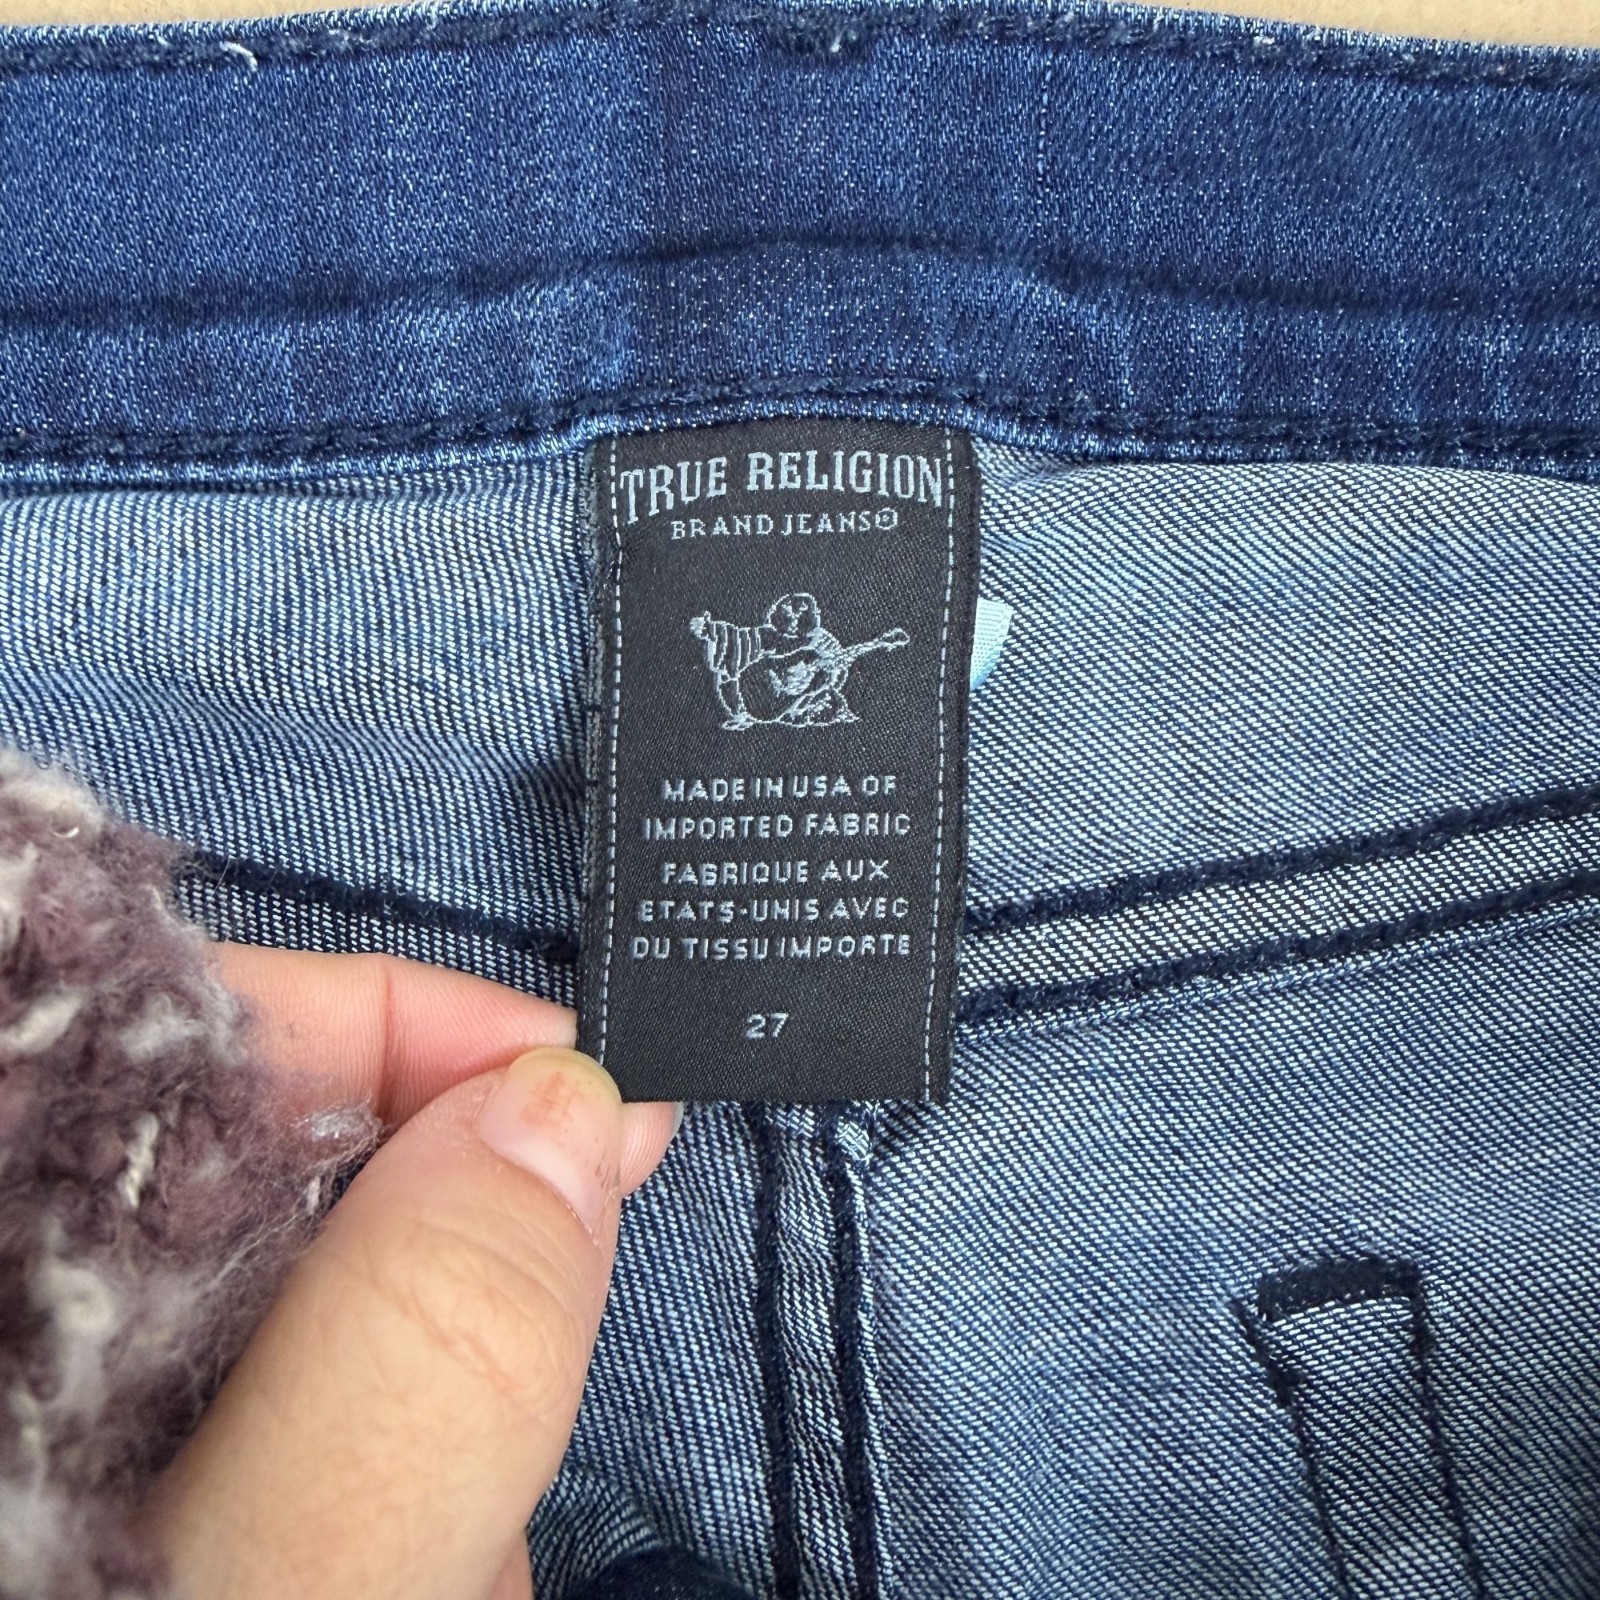 TRUE RELIGION
BRAND JEANS®
MADE IN USA OF
IMPORTED FABRIC
FABRIQUE AUX
ETATS-UNIS AVEC
DU TISSU IMPORTE
27